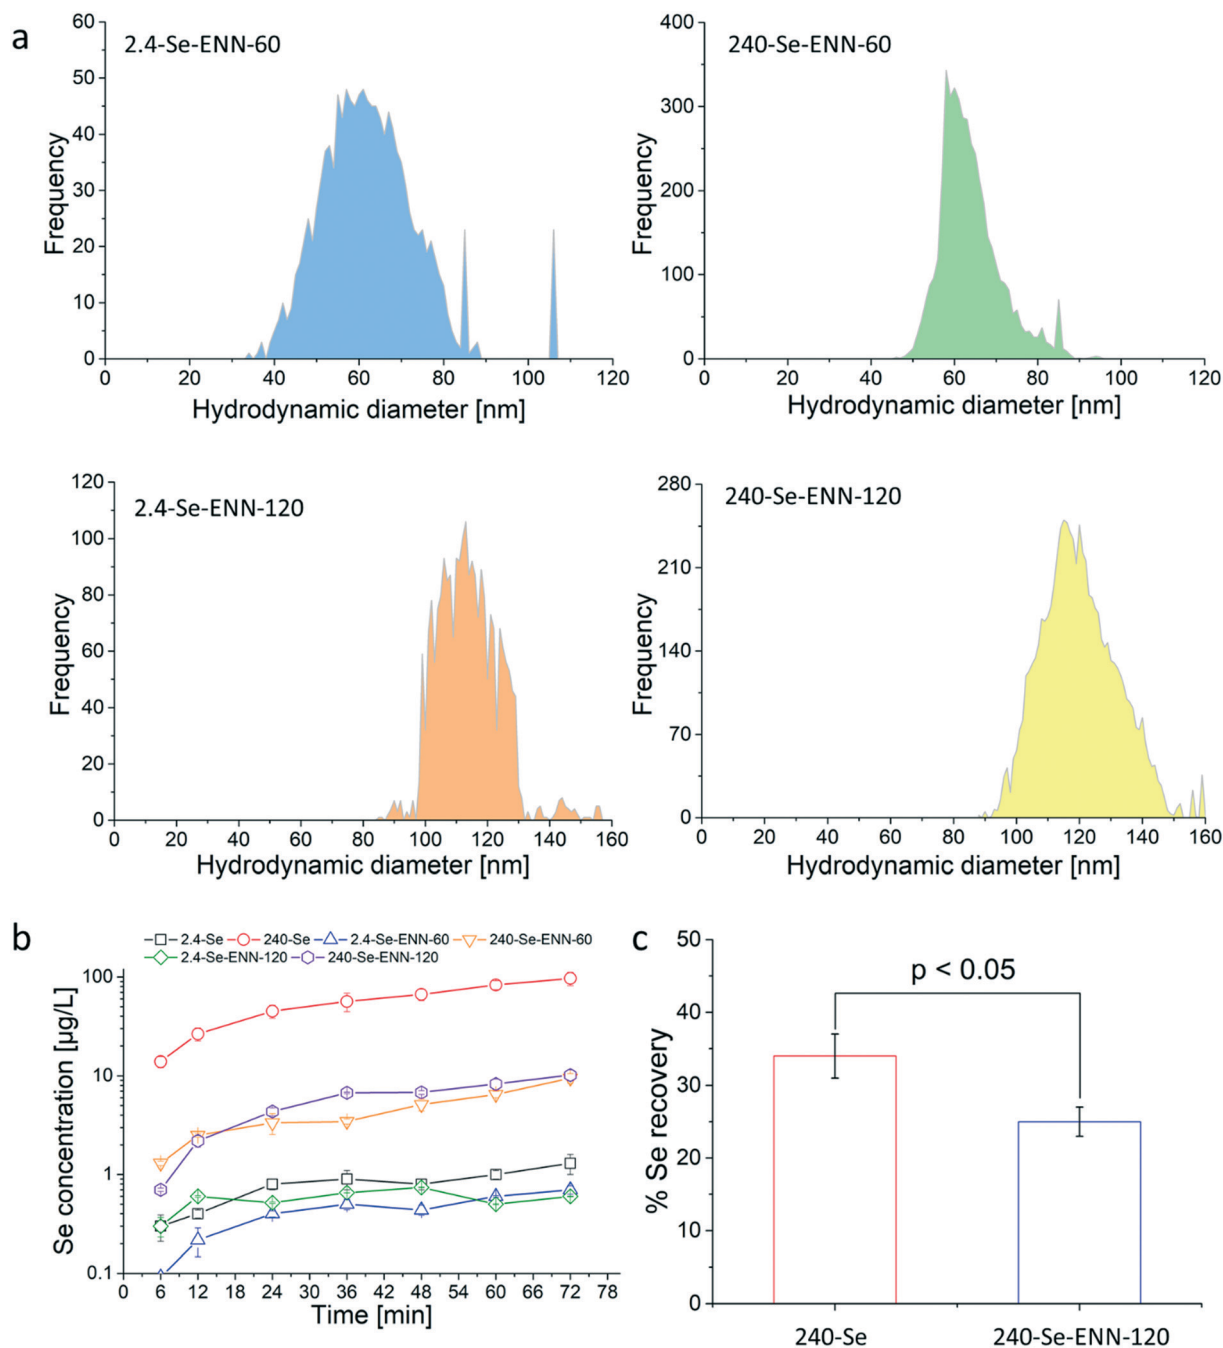 a
2.4-Se-ENN-60
60
50
40
30
20
10
0
Frequency
0 20 40 60 80 100 120
Hydrodynamic diameter [nm]
240-Se-ENN-60
400
300
200
100
0
Frequency
0 20 40 60 80 100 120
Hydrodynamic diameter [nm]
2.4-Se-ENN-120
120
100
80
60
40
20
0
Frequency
0 20 40 60 80 100 120 140 160
Hydrodynamic diameter [nm]
240-Se-ENN-120
280
210
140
70
0
Frequency
0 20 40 60 80 100 120 140 160
Hydrodynamic diameter [nm]
b
2.4-Se 240-Se 2.4-Se-ENN-60 240-Se-ENN-60
2.4-Se-ENN-120 240-Se-ENN-120
100
10
1
0.1
Se concentration [µg/L]
0 6 12 18 24 30 36 42 48 54 60 66 72 78
Time [min]
c
50
40
30
20
10
0
% Se recovery
p < 0.05
240-Se 240-Se-ENN-120